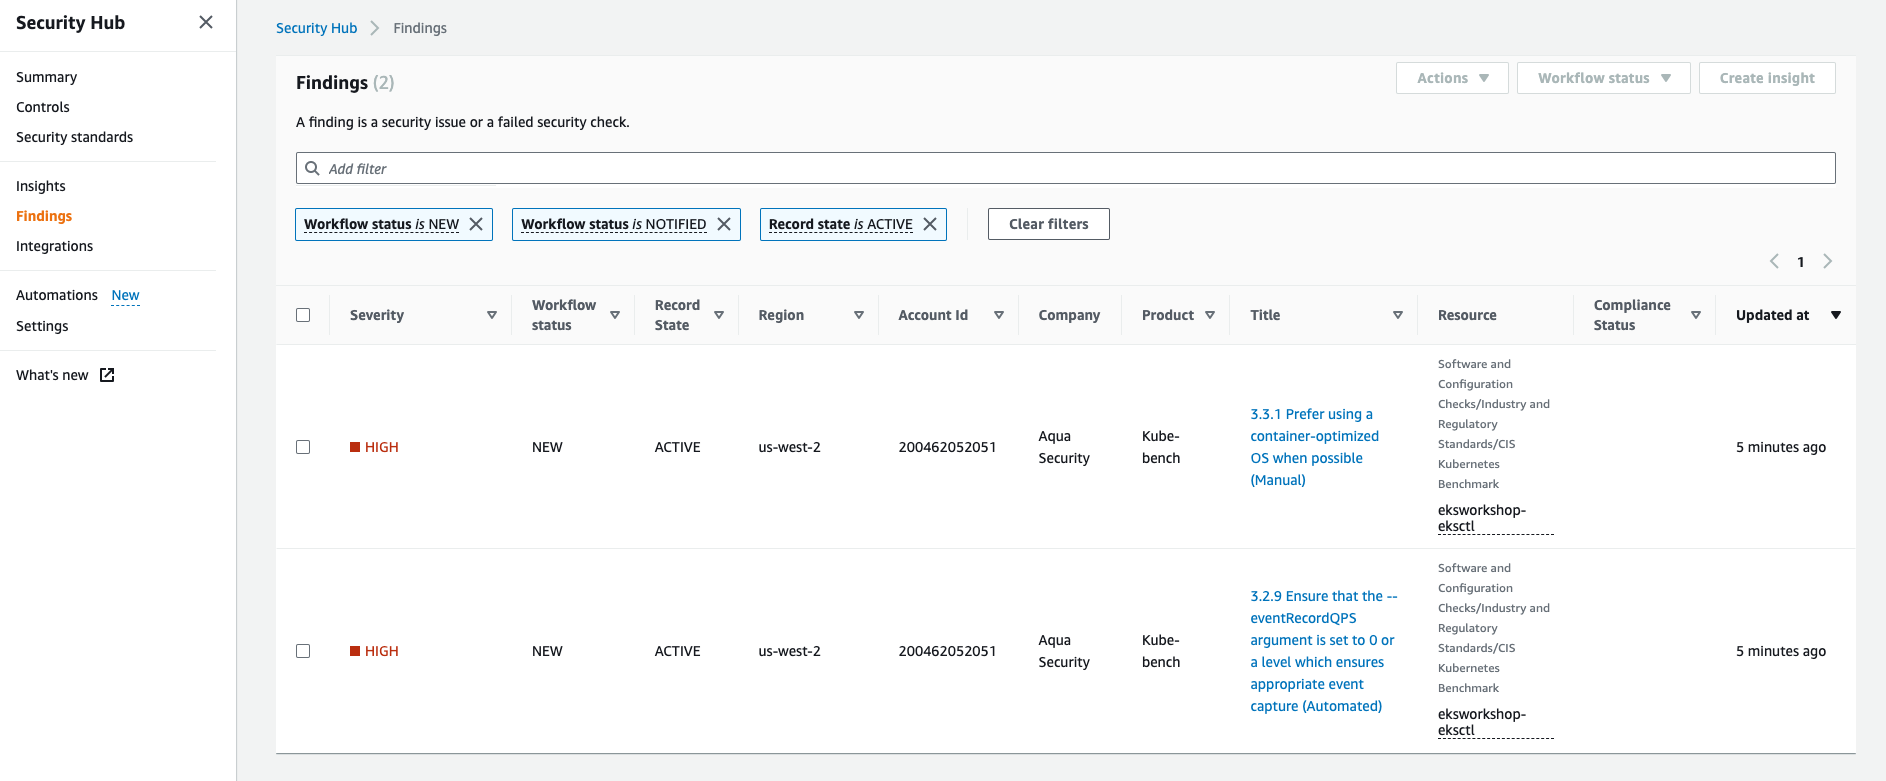 Security Hub
Summary
Controls
Security standards
Insights
Findings
Integrations
Automations New
Settings
What's new
Security Hub Findings
Findings (2)
Actions Workflow status Create insight
A finding is a security issue or a failed security check.
Add filter
Workflow status is NEW Workflow status is NOTIFIED Record state is ACTIVE Clear filters
1
Severity
Workflow
status
Record
State
Region
Account Id
Company
Product
Title
Resource
Compliance
Status
Updated at
HIGH
NEW
ACTIVE
us-west-2
200462052051
Aqua
Security
Kube-
bench
3.3.1 Prefer using a
container-optimized
OS when possible
(Manual)
Software and
Configuration
Checks/Industry and
Regulatory
Standards/CIS
Kubernetes
Benchmark
eksworkshop-
eksctl
5 minutes ago
HIGH
NEW
ACTIVE
us-west-2
200462052051
Aqua
Security
Kube-
bench
3.2.9 Ensure that the --
eventRecordQPS
argument is set to 0 or
a level which ensures
appropriate event
capture (Automated)
Software and
Configuration
Checks/Industry and
Regulatory
Standards/CIS
Kubernetes
Benchmark
eksworkshop-
eksctl
5 minutes ago